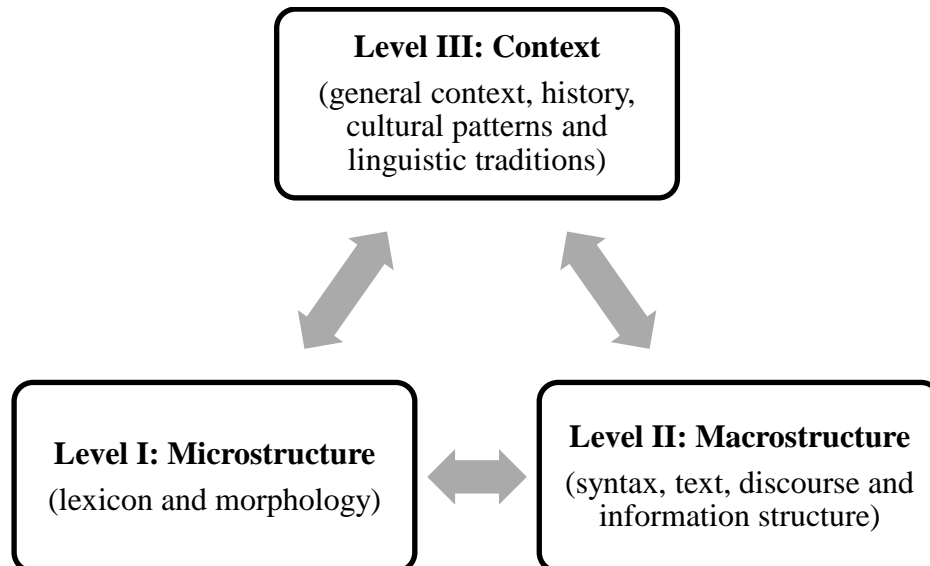 Level III: Context
(general context, history,
cultural patterns and
linguistic traditions)
Level I: Microstructure
(lexicon and morphology)
Level II: Macrostructure
(syntax, text, discourse and
information structure)